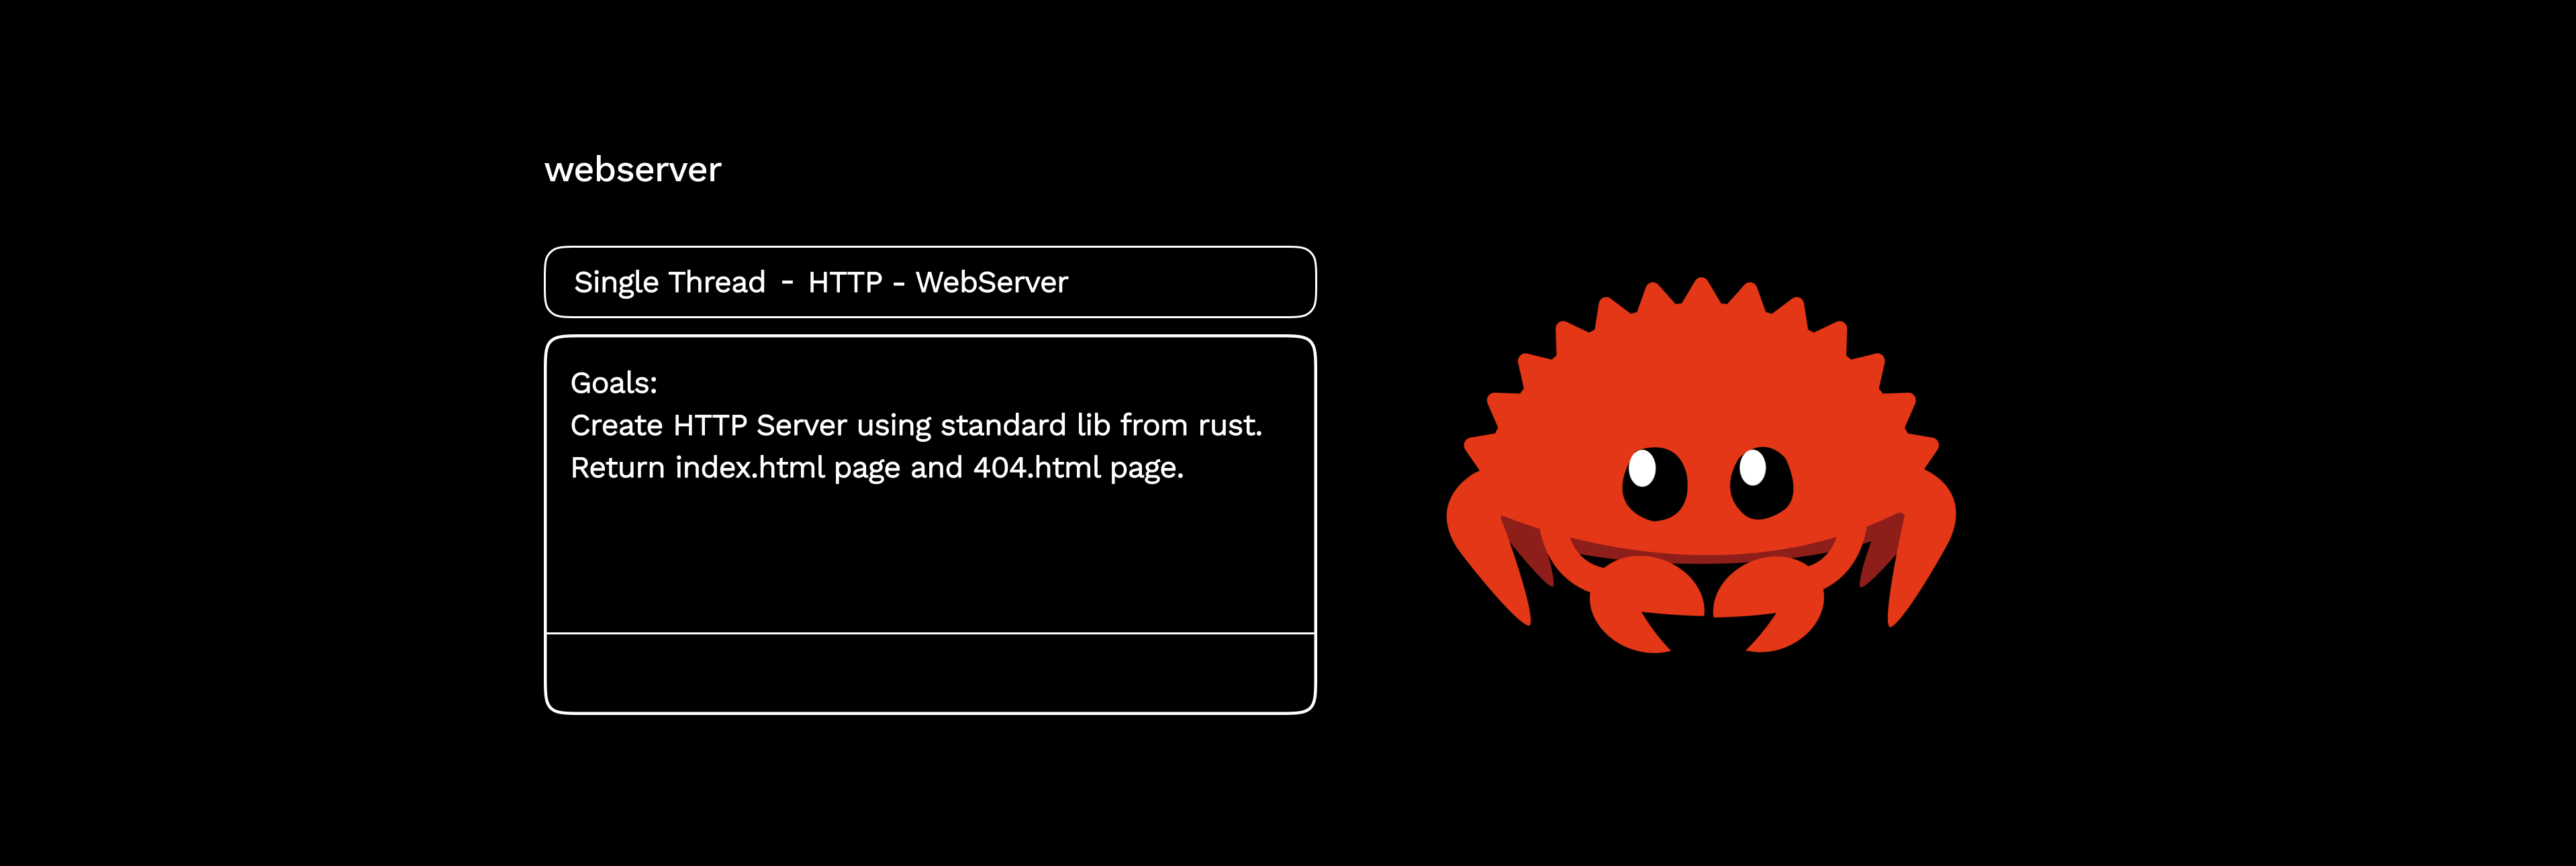 webserver
Single Thread - HTTP - WebServer
Goals:
Create HTTP Server using standard lib from rust.
Return index.html page and 404.html page.